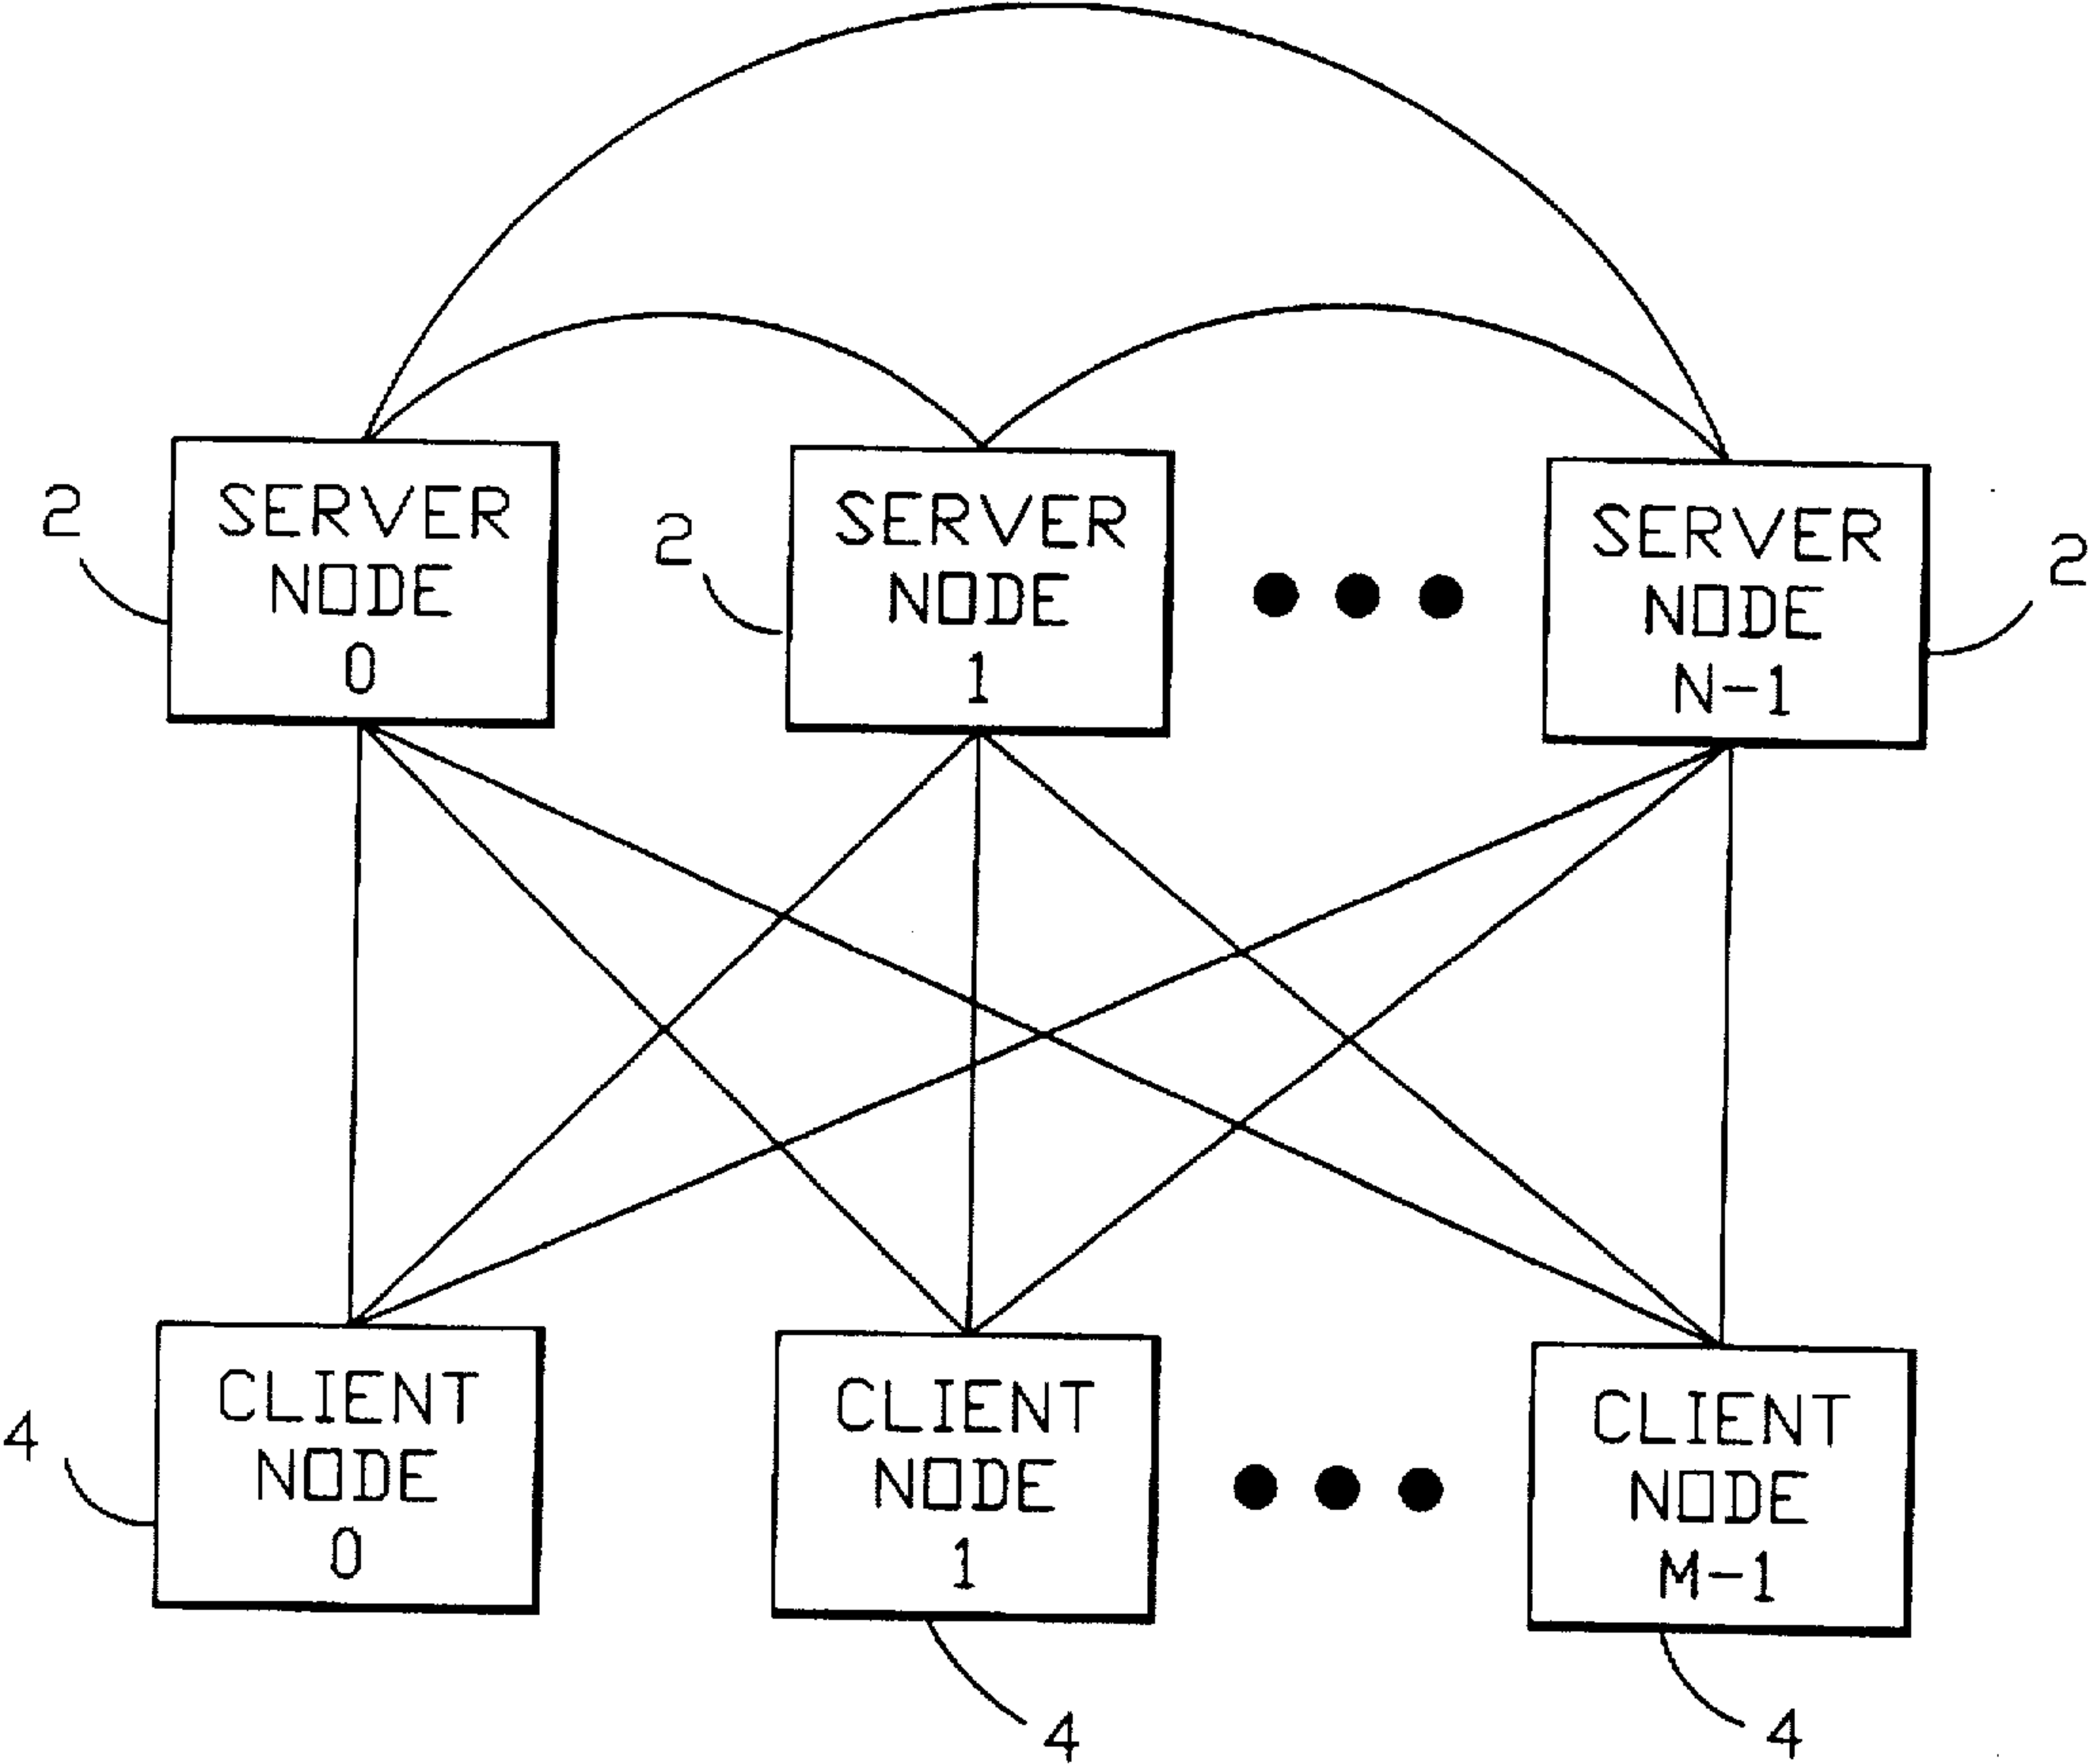 SERVER
NODE
0
2
SERVER
NODE
1
2
SERVER
NODE
N-1
2
CLIENT
NODE
0
4
CLIENT
NODE
1
4
CLIENT
NODE
M-1
4